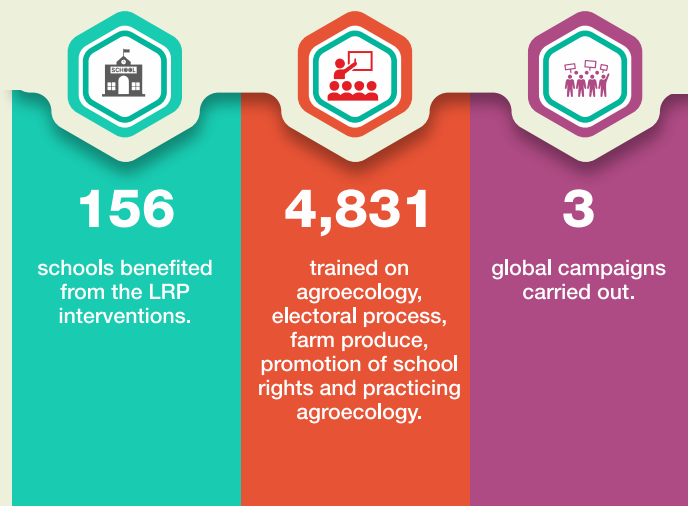 SCHOOL
156
schools benefited
from the LRP
interventions.
4,831
trained on
agroecology,
electoral process,
farm produce,
promotion of school
rights and practicing
agroecology.
3
global campaigns
carried out.